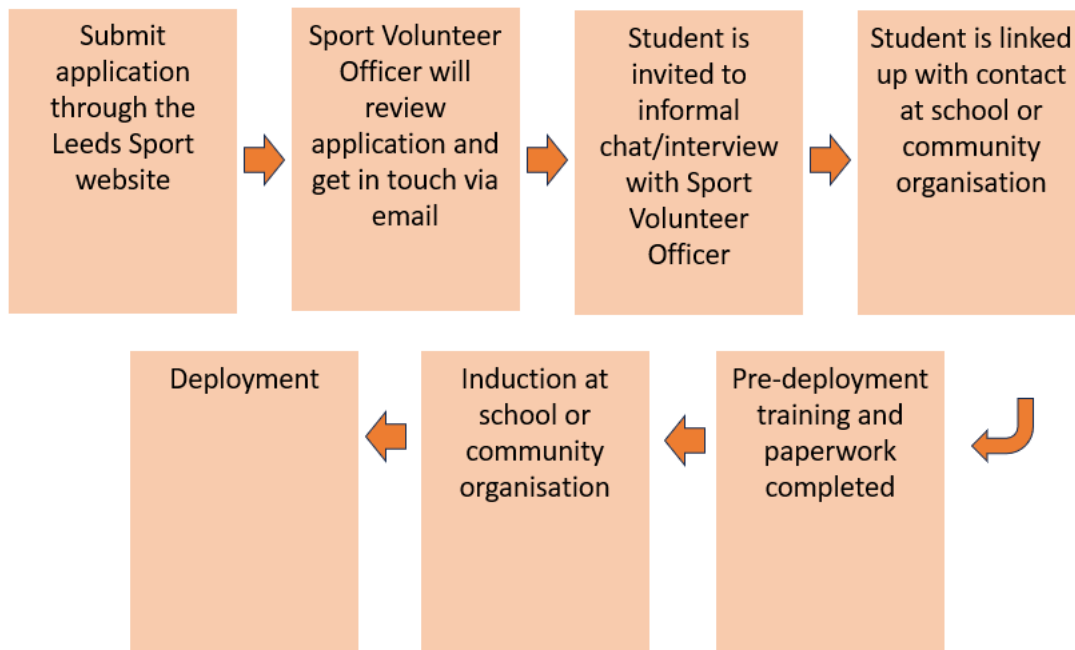 Submit
application
through the
Leeds Sport
website
Sport Volunteer
Officer will
review
application and
get in touch via
email
Student is
invited to
informal
chat/interview
with Sport
Volunteer
Officer
Student is linked
up with contact
at school or
community
organisation
Pre-deployment
training and
paperwork
completed
Induction at
school or
community
organisation
Deployment